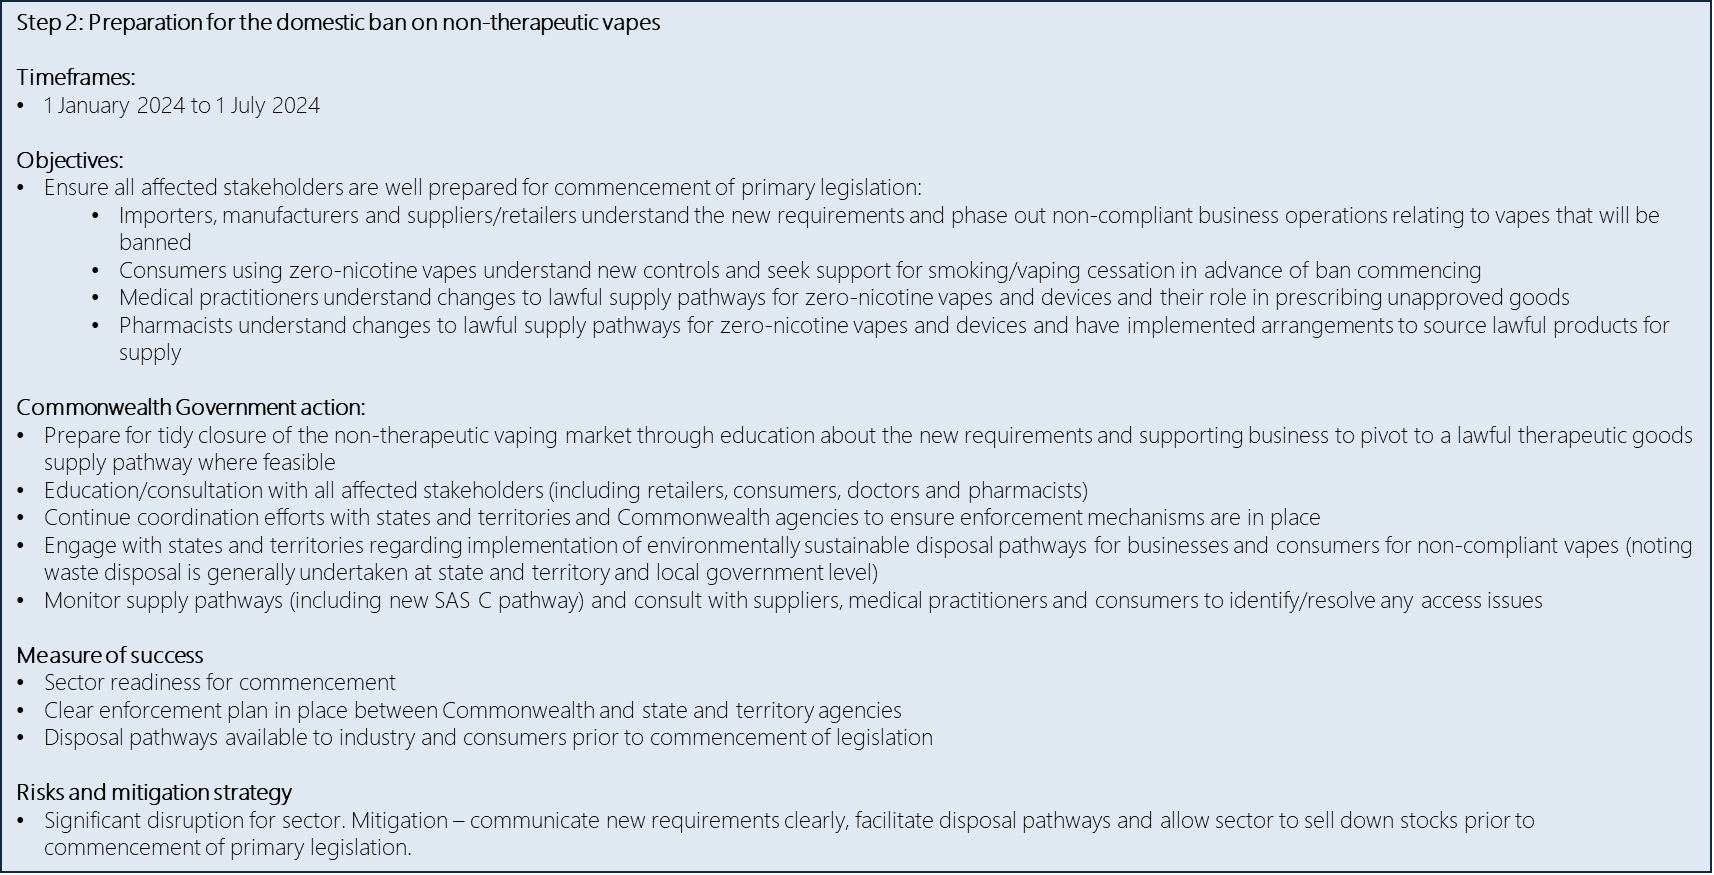 Step 2: Preparation for the domestic ban on non-therapeutic vapes
Timeframes:
• 1 January 2024 to 1 July 2024
Objectives:
• Ensure all affected stakeholders are well prepared for commencement of primary legislation:
• Importers, manufacturers and suppliers/retailers understand the new requirements and phase out non-compliant business operations relating to vapes that will be
banned
• Consumers using zero-nicotine vapes understand new controls and seek support for smoking/vaping cessation in advance of ban commencing
• Medical practitioners understand changes to lawful supply pathways for zero-nicotine vapes and devices and their role in prescribing unapproved goods
• Pharmacists understand changes to lawful supply pathways for zero-nicotine vapes and devices and have implemented arrangements to source lawful products for
supply
Commonwealth Government action:
• Prepare for tidy closure of the non-therapeutic vaping market through education about the new requirements and supporting business to pivot to a lawful therapeutic goods
supply pathway where feasible
• Education/consultation with all affected stakeholders (including retailers, consumers, doctors and pharmacists)
• Continue coordination efforts with states and territories and Commonwealth agencies to ensure enforcement mechanisms are in place
• Engage with states and territories regarding implementation of environmentally sustainable disposal pathways for businesses and consumers for non-compliant vapes (noting
waste disposal is generally undertaken at state and territory and local government level)
• Monitor supply pathways (including new SAS C pathway) and consult with suppliers, medical practitioners and consumers to identify/resolve any access issues
Measure of success
• Sector readiness for commencement
• Clear enforcement plan in place between Commonwealth and state and territory agencies
• Disposal pathways available to industry and consumers prior to commencement of legislation
Risks and mitigation strategy
• Significant disruption for sector. Mitigation – communicate new requirements clearly, facilitate disposal pathways and allow sector to sell down stocks prior to
commencement of primary legislation.